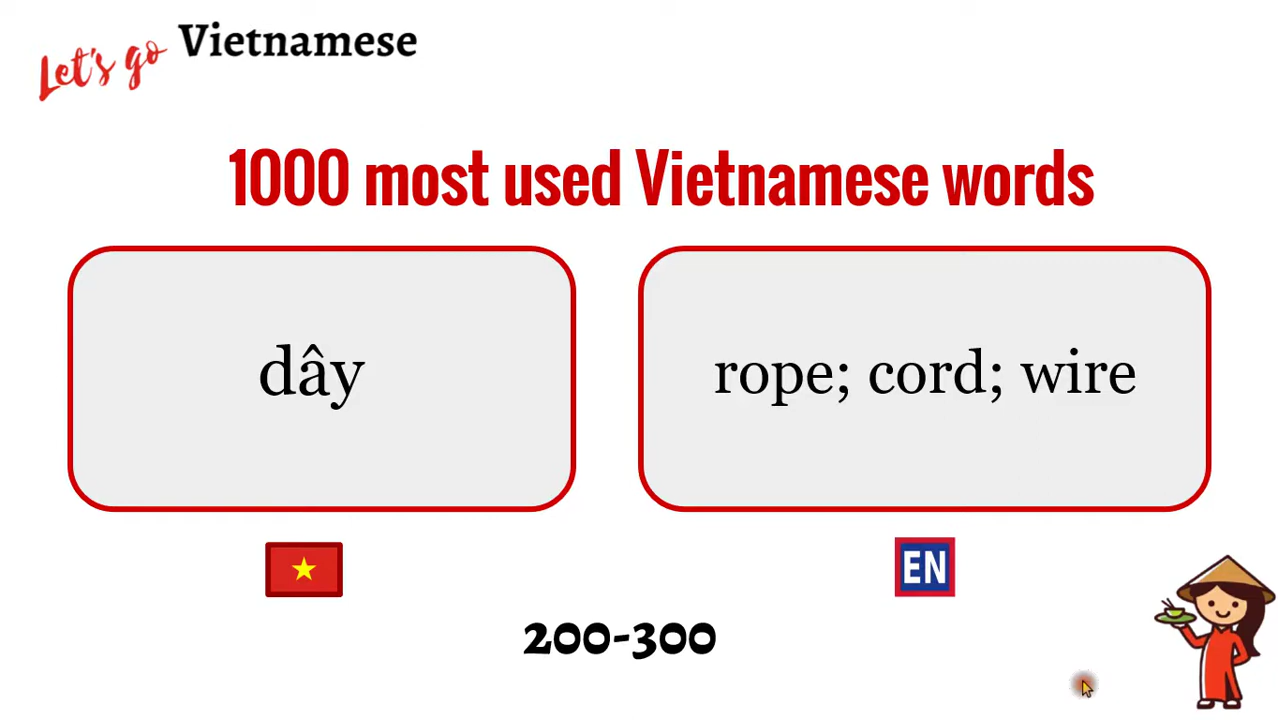 Let's go Vietnamese
1000 most used Vietnamese words
dây
rope; cord; wire
EN
200-300